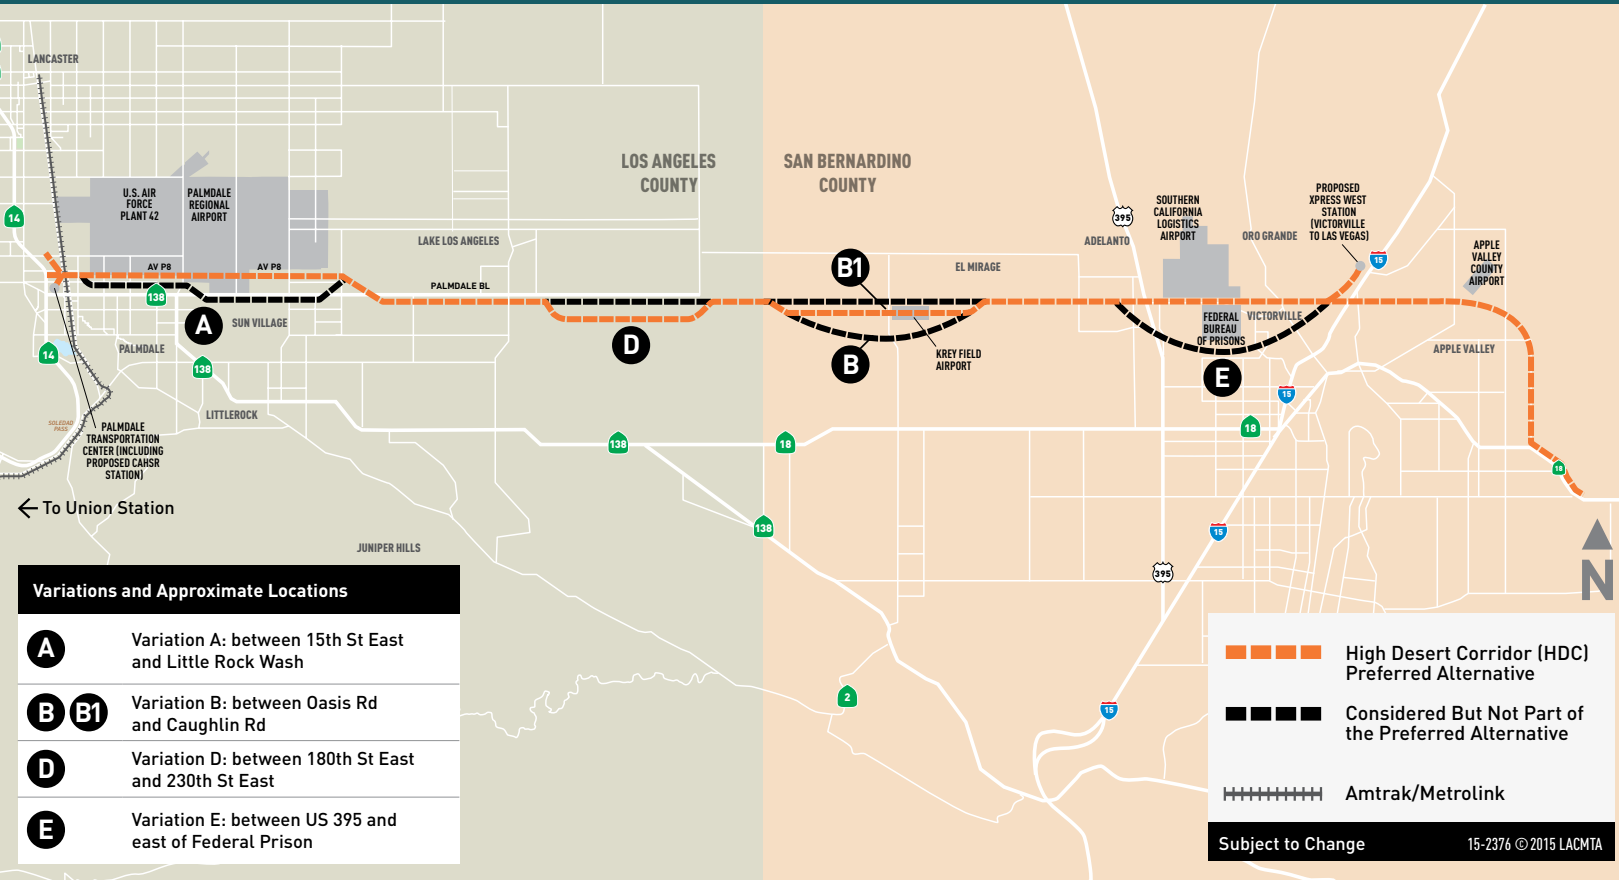 LANCASTER
LOS ANGELES
COUNTY
SAN BERNARDINO
COUNTY
U.S. AIR
FORCE
PLANT 42
PALMDALE
REGIONAL
AIRPORT
14
395
SOUTHERN
CALIFORNIA
LOGISTICS
AIRPORT
PROPOSED
XPRESS WEST
STATION
(VICTORVILLE
TO LAS VEGAS)
LAKE LOS ANGELES
ADELANTO
ORO GRANDE
15
APPLE
VALLEY
COUNTY
AIRPORT
AV P8
AV P8
B1
EL MIRAGE
138
PALMDALE BL
A
SUN VILLAGE
FEDERAL
BUREAU
OF PRISONS
VICTORVILLE
14
PALMDALE
D
B
KREY FIELD
AIRPORT
E
APPLE VALLEY
138
15
LITTLEROCK
SOLEDAD
PASS
PALMDALE
TRANSPORTATION
CENTER (INCLUDING
PROPOSED CAHSR
STATION)
138
18
18
18
To Union Station
138
15
JUNIPER HILLS
395
N
Variations and Approximate Locations
A
Variation A: between 15th St East
and Little Rock Wash
B B1
Variation B: between Oasis Rd
and Caughlin Rd
D
Variation D: between 180th St East
and 230th St East
E
Variation E: between US 395 and
east of Federal Prison
2
15
High Desert Corridor (HDC)
Preferred Alternative
Considered But Not Part of
the Preferred Alternative
Amtrak/Metrolink
Subject to Change
15-2376 © 2015 LACMTA